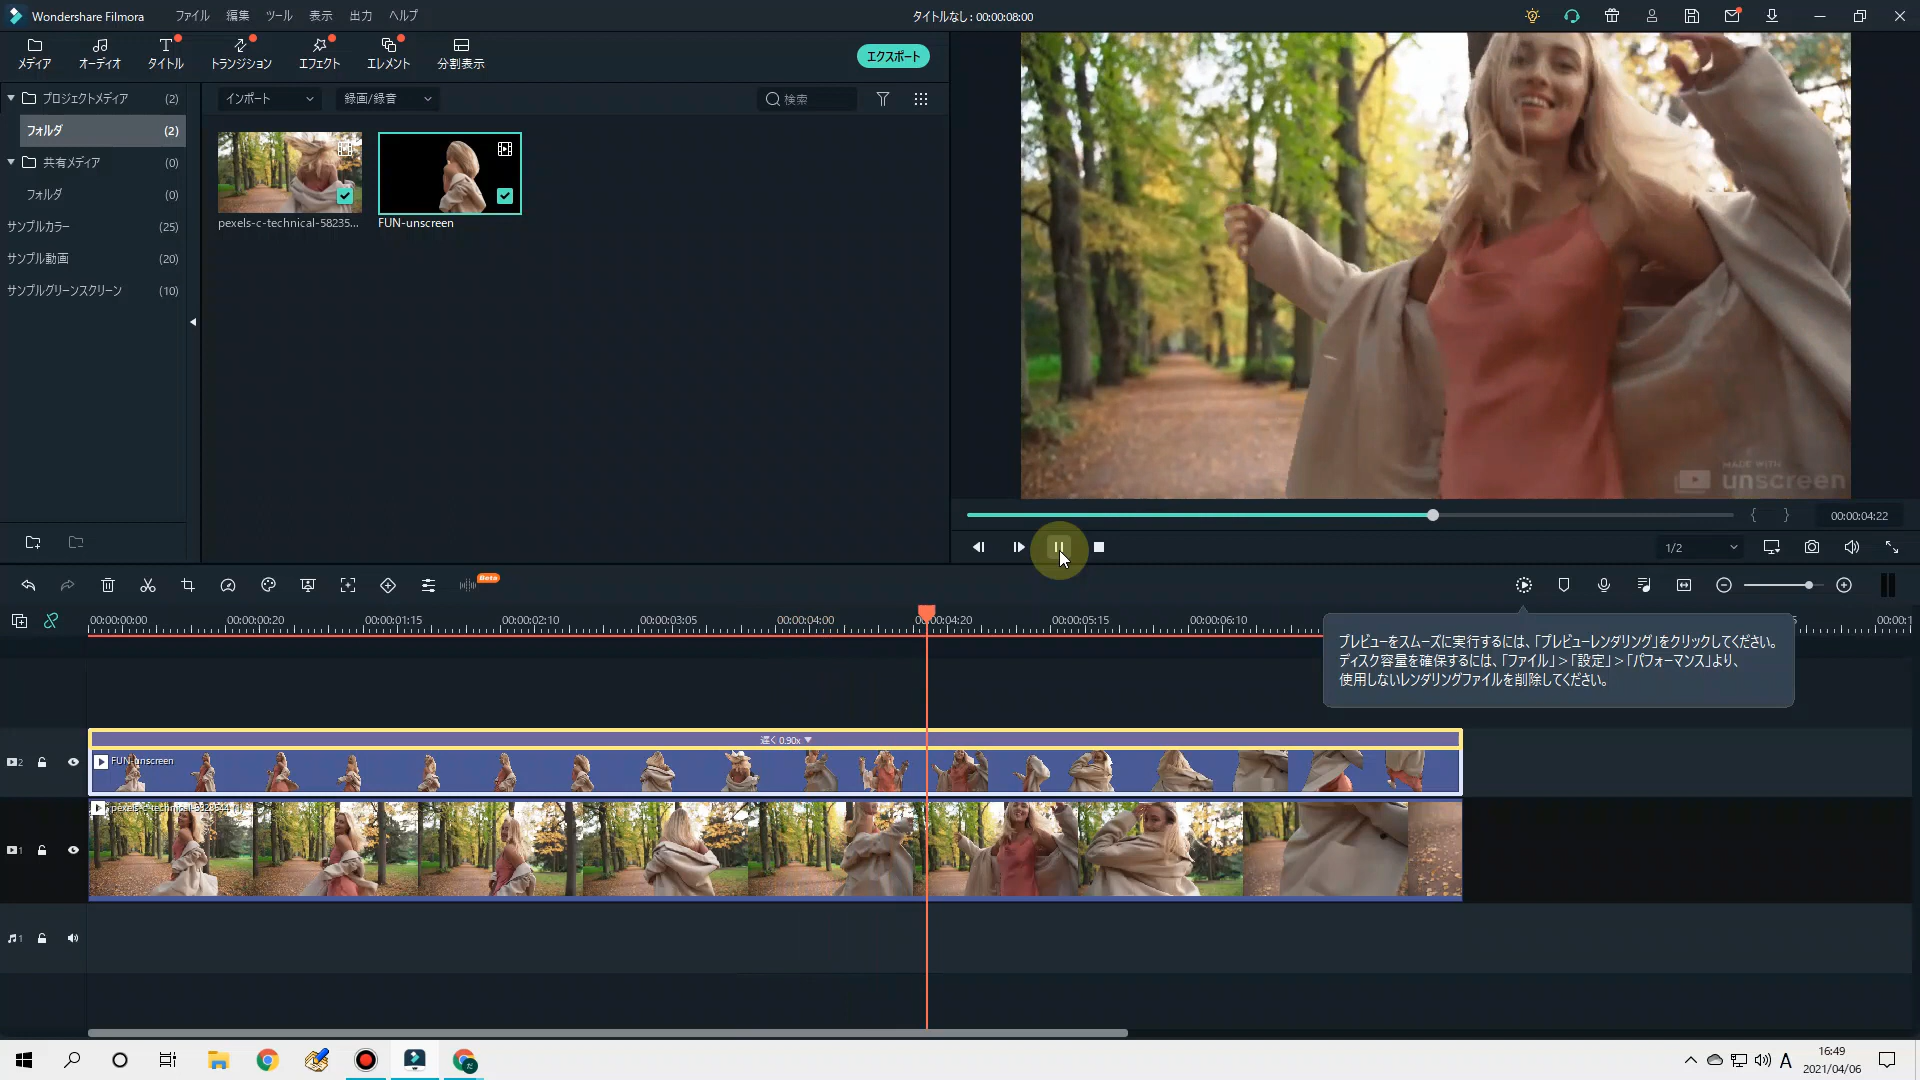 Wondershare Filmora
ファイル 編集 ツール 表示 出力 ヘルプ
タイトルなし : 00:00:08:00
メディア オーディオ タイトル トランジション エフェクト エレメント 分割表示
エクスポート
プロジェクトメディア (2)
フォルダ (2)
共有メディア (0)
フォルダ (0)
サンプルカラー (25)
サンプル動画 (20)
サンプルグリーンスクリーン (10)
インポート 録画/録音 検索
pexels-c-technical-58235...
FUN-unscreen
MADE WITH
unscreen
00:00:04:22
1/2
Beta
00:00:00:00 00:00:00:20 00:00:01:15 00:00:02:10 00:00:03:05 00:00:04:00 00:00:04:20 00:00:05:15 00:00:06:10 00:00:1
プレビューをスムーズに実行するには、「プレビューレンダリング」をクリックしてください。
ディスク容量を確保するには、「ファイル」>「設定」>「パフォーマンス」より、
使用しないレンダリングファイルを削除してください。
遅く 0.90x
FUN-unscreen
2
1
1
A
16:49
2021/04/06